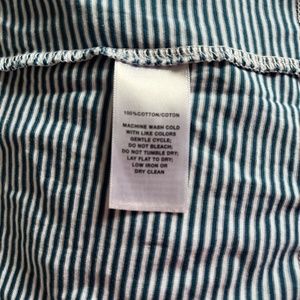 100%COTTON/COTON
MACHINE WASH COLD
WITH LIKE COLORS
GENTLE CYCLE;
DO NOT BLEACH;
DO NOT TUMBLE DRY;
LAY FLAT TO DRY;
LOW IRON OR
DRY CLEAN